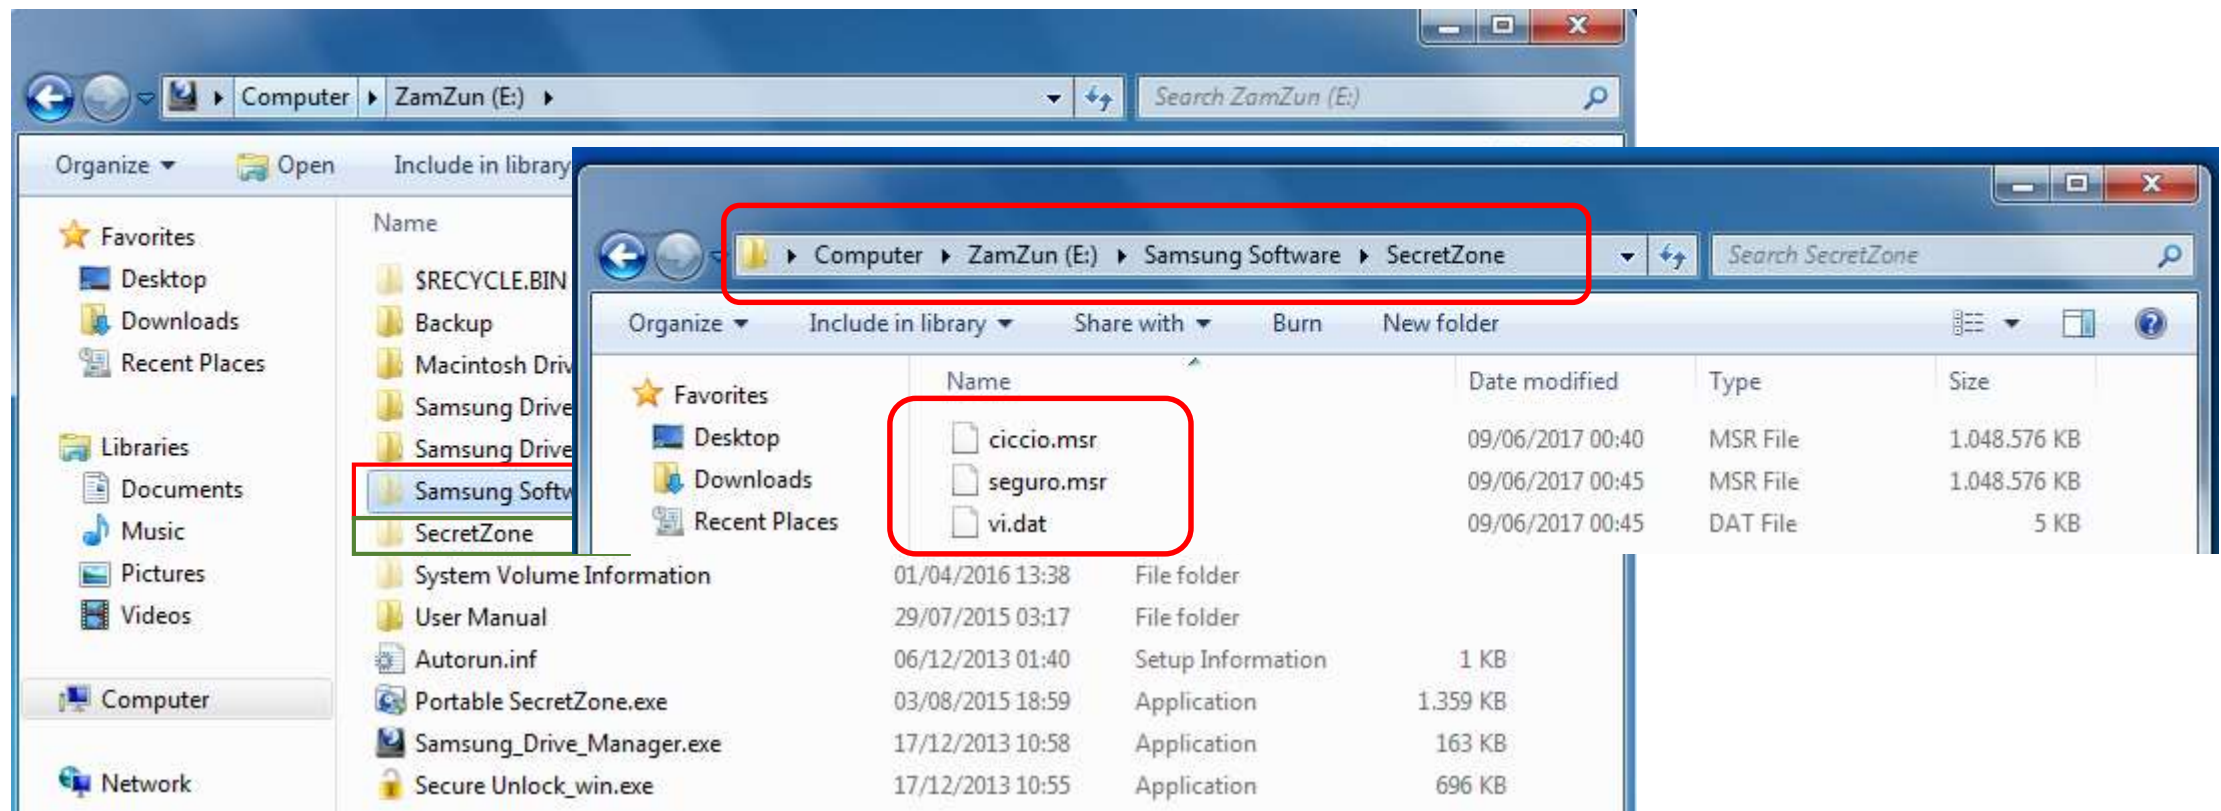 Computer ZamZun (E:)
Search ZamZun (E:)
Organize Open Include in library
Favorites
Desktop
Downloads
Recent Places
Libraries
Documents
Music
Pictures
Videos
Computer
Network
Name
$RECYCLE.BIN
Backup
Macintosh Driv
Samsung Drive
Samsung Drive
Samsung Softw
SecretZone
System Volume Information 01/04/2016 13:38 File folder
User Manual 29/07/2015 03:17 File folder
Autorun.inf 06/12/2013 01:40 Setup Information 1 KB
Portable SecretZone.exe 03/08/2015 18:59 Application 1.359 KB
Samsung_Drive_Manager.exe 17/12/2013 10:58 Application 163 KB
Secure Unlock_win.exe 17/12/2013 10:55 Application 696 KB
Computer ZamZun (E:) Samsung Software SecretZone
Search SecretZone
Organize Include in library Share with Burn New folder
Favorites
Desktop
Downloads
Recent Places
Name Date modified Type Size
ciccio.msr 09/06/2017 00:40 MSR File 1.048.576 KB
seguro.msr 09/06/2017 00:45 MSR File 1.048.576 KB
vi.dat 09/06/2017 00:45 DAT File 5 KB